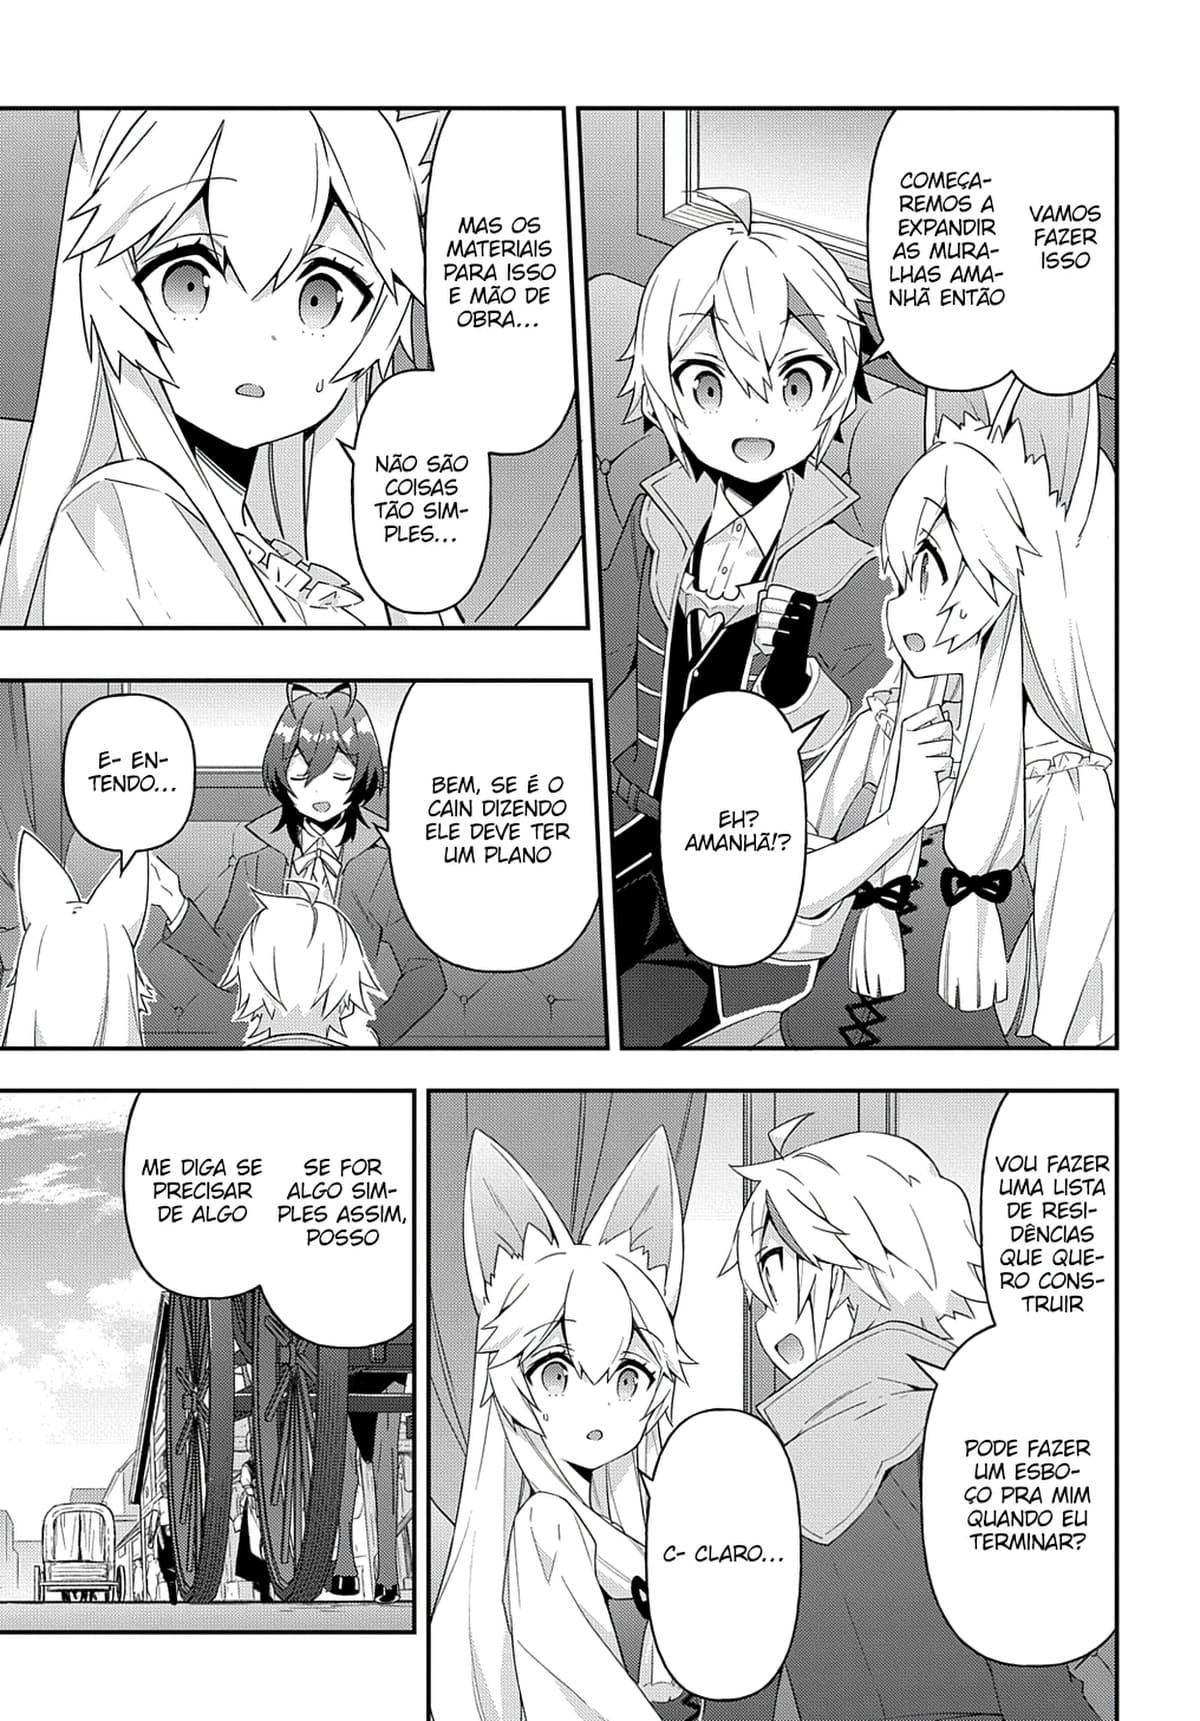 VAMOS
FAZER
ISSO
COMEÇA-
REMOS A
EXPANDIR
AS MURA-
LHAS AMA-
NHÃ ENTÃO
EH?
AMANHÃ!?
MAS OS
MATERIAIS
PARA ISSO
E MÃO DE
OBRA...
NÃO SÃO
COISAS
TÃO SIM-
PLES...
BEM, SE É O
CAIN DIZENDO
ELE DEVE TER
UM PLANO
E- EN-
TENDO...
VOU FAZER
UMA LISTA
DE RESI-
DÊNCIAS
QUE QUE-
RO CONS-
TRUIR
PODE FAZER
UM ESBO-
ÇO PRA MIM
QUANDO EU
TERMINAR?
C- CLARO...
SE FOR
ALGO SIM-
PLES ASSIM,
POSSO
ME DIGA SE
PRECISAR
DE ALGO